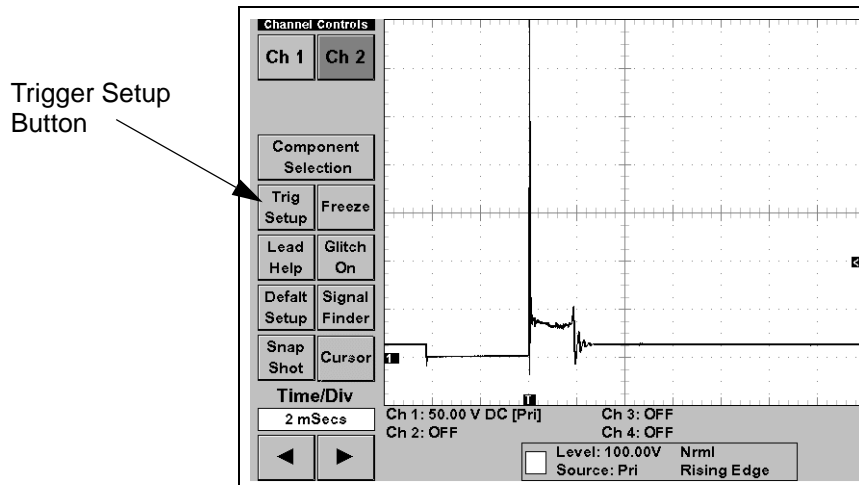 Trigger Setup
Button
Channel Controls
Ch 1 Ch 2
Component
Selection
Trig
Setup
Freeze
Lead
Help
Glitch
On
Defalt
Setup
Signal
Finder
Snap
Shot
Cursor
Time/Div
2 mSecs
1
T
<
Ch 1: 50.00 V DC [Pri] Ch 3: OFF
Ch 2: OFF Ch 4: OFF
Level: 100.00V Nrml
Source: Pri Rising Edge